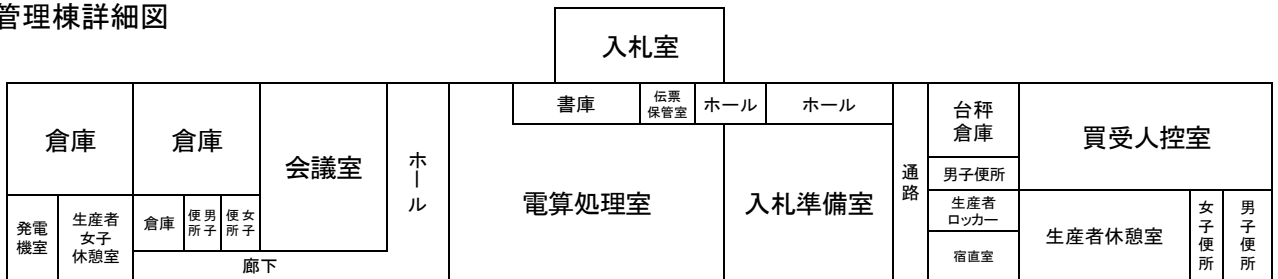 管理棟詳細図
入札室
倉庫
倉庫
会議室
ホール
書庫
伝票
保管室
ホール
ホール
通路
台秤
倉庫
買受人控室
電算処理室
入札準備室
男子便所
発電
機室
生産者
女子
休憩室
倉庫
男子
便所
女子
便所
生産者
ロッカー
宿直室
生産者休憩室
女子便所
男子便所
廊下